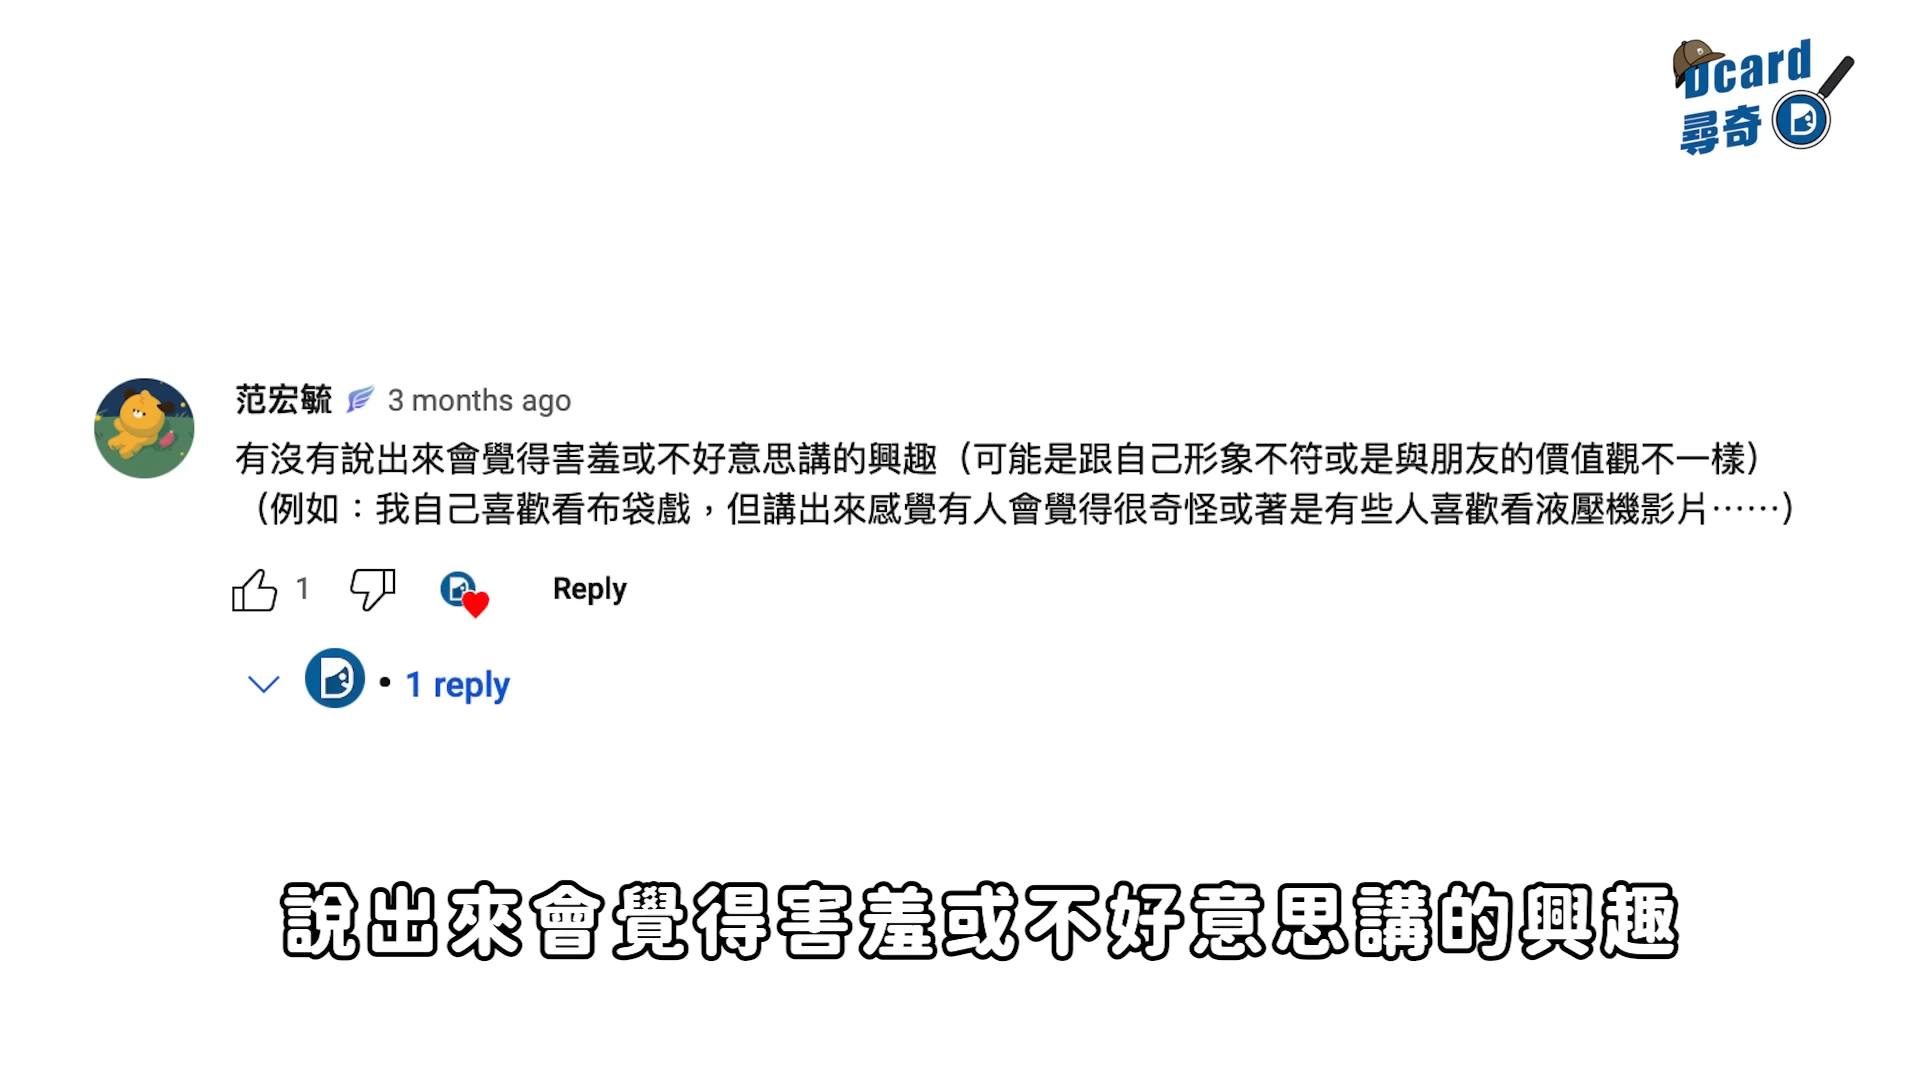 Dcard
尋奇
范宏毓 3 months ago
有沒有說出來會覺得害羞或不好意思講的興趣（可能是跟自己形象不符或是與朋友的價值觀不一樣）
（例如：我自己喜歡看布袋戲，但講出來感覺有人會覺得很奇怪或著是有些人喜歡看液壓機影片⋯⋯）
1 Reply
• 1 reply
說出來會覺得害羞或不好意思講的興趣